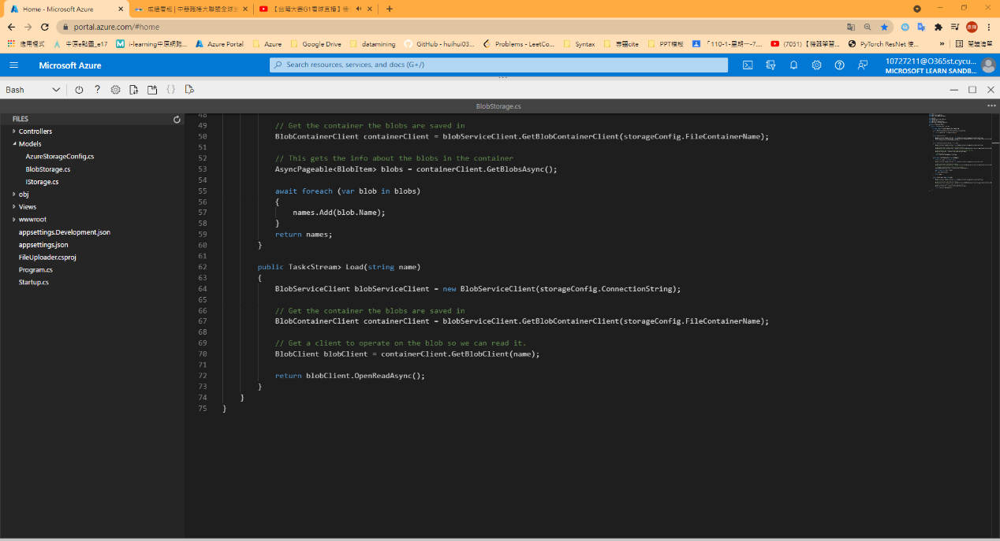 Home - Microsoft Azure
成績看板 | 中華職棒大聯盟全球
【台灣大賽G1看球直播】
portal.azure.com/#home
應用程式
中原e點靈_e17
i-learning中原網路...
Azure Portal
Azure
Google Drive
datamining
GitHub - huihui03...
Problems - LeetCo...
Syntax
專題cite
PPT模板
「110-1-星期一-7....
(7051)【機器學習...
PyTorch ResNet 使...
»
閱讀清單
Microsoft Azure
Search resources, services, and docs (G+/)
10727211@O365st.cycu...
MICROSOFT LEARN SANDB...
Bash
?
{}
BlobStorage.cs
FILES
Controllers
Models
AzureStorageConfig.cs
BlobStorage.cs
IStorage.cs
obj
Views
wwwroot
appsettings.Development.json
appsettings.json
FileUploader.csproj
Program.cs
Startup.cs
48
49 // Get the container the blobs are saved in
50 BlobContainerClient containerClient = blobServiceClient.GetBlobContainerClient(storageConfig.FileContainerName);
51
52 // This gets the info about the blobs in the container
53 AsyncPageable<BlobItem> blobs = containerClient.GetBlobsAsync();
54
55 await foreach (var blob in blobs)
56 {
57 names.Add(blob.Name);
58 }
59 return names;
60 }
61
62 public Task<Stream> Load(string name)
63 {
64 BlobServiceClient blobServiceClient = new BlobServiceClient(storageConfig.ConnectionString);
65
66 // Get the container the blobs are saved in
67 BlobContainerClient containerClient = blobServiceClient.GetBlobContainerClient(storageConfig.FileContainerName);
68
69 // Get a client to operate on the blob so we can read it.
70 BlobClient blobClient = containerClient.GetBlobClient(name);
71
72 return blobClient.OpenReadAsync();
73 }
74 }
75 }